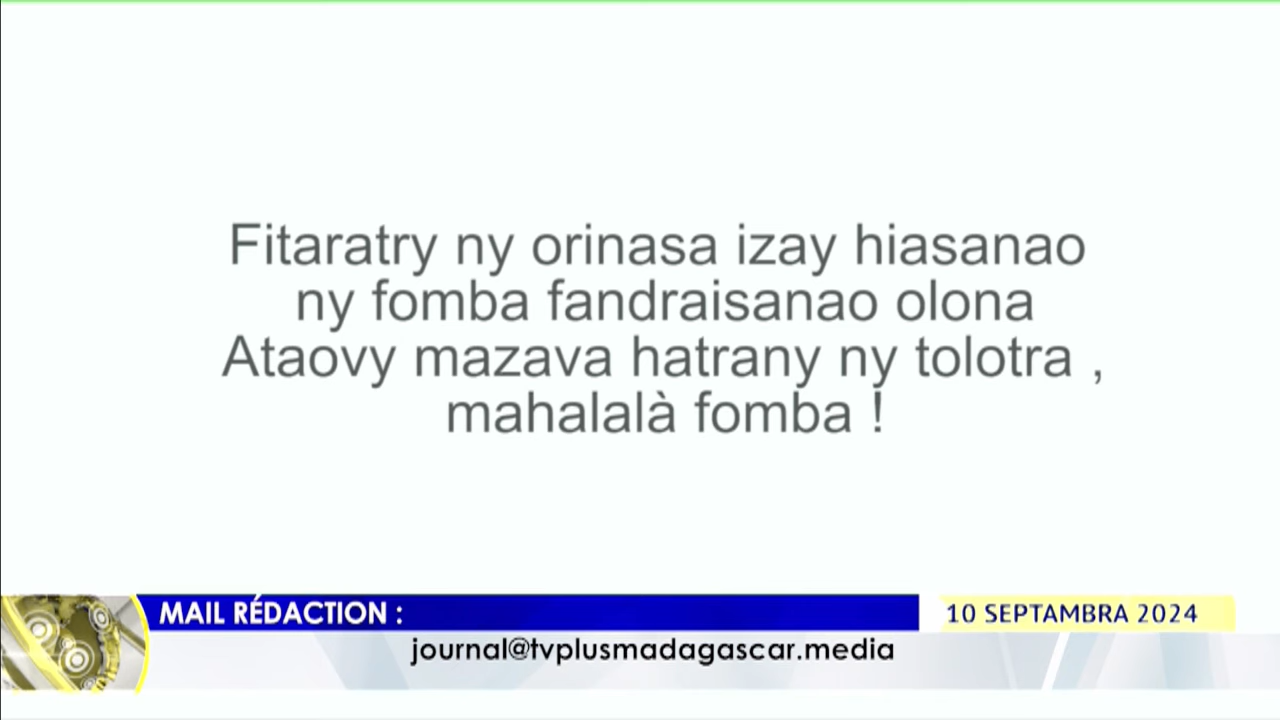 Fitaratry ny orinasa izay hiasanao
ny fomba fandraisanao olona
Ataovy mazava hatrany ny tolotra ,
mahalalà fomba !
MAIL RÉDACTION :
10 SEPTAMBRA 2024
journal@tvplusmadagascar.media